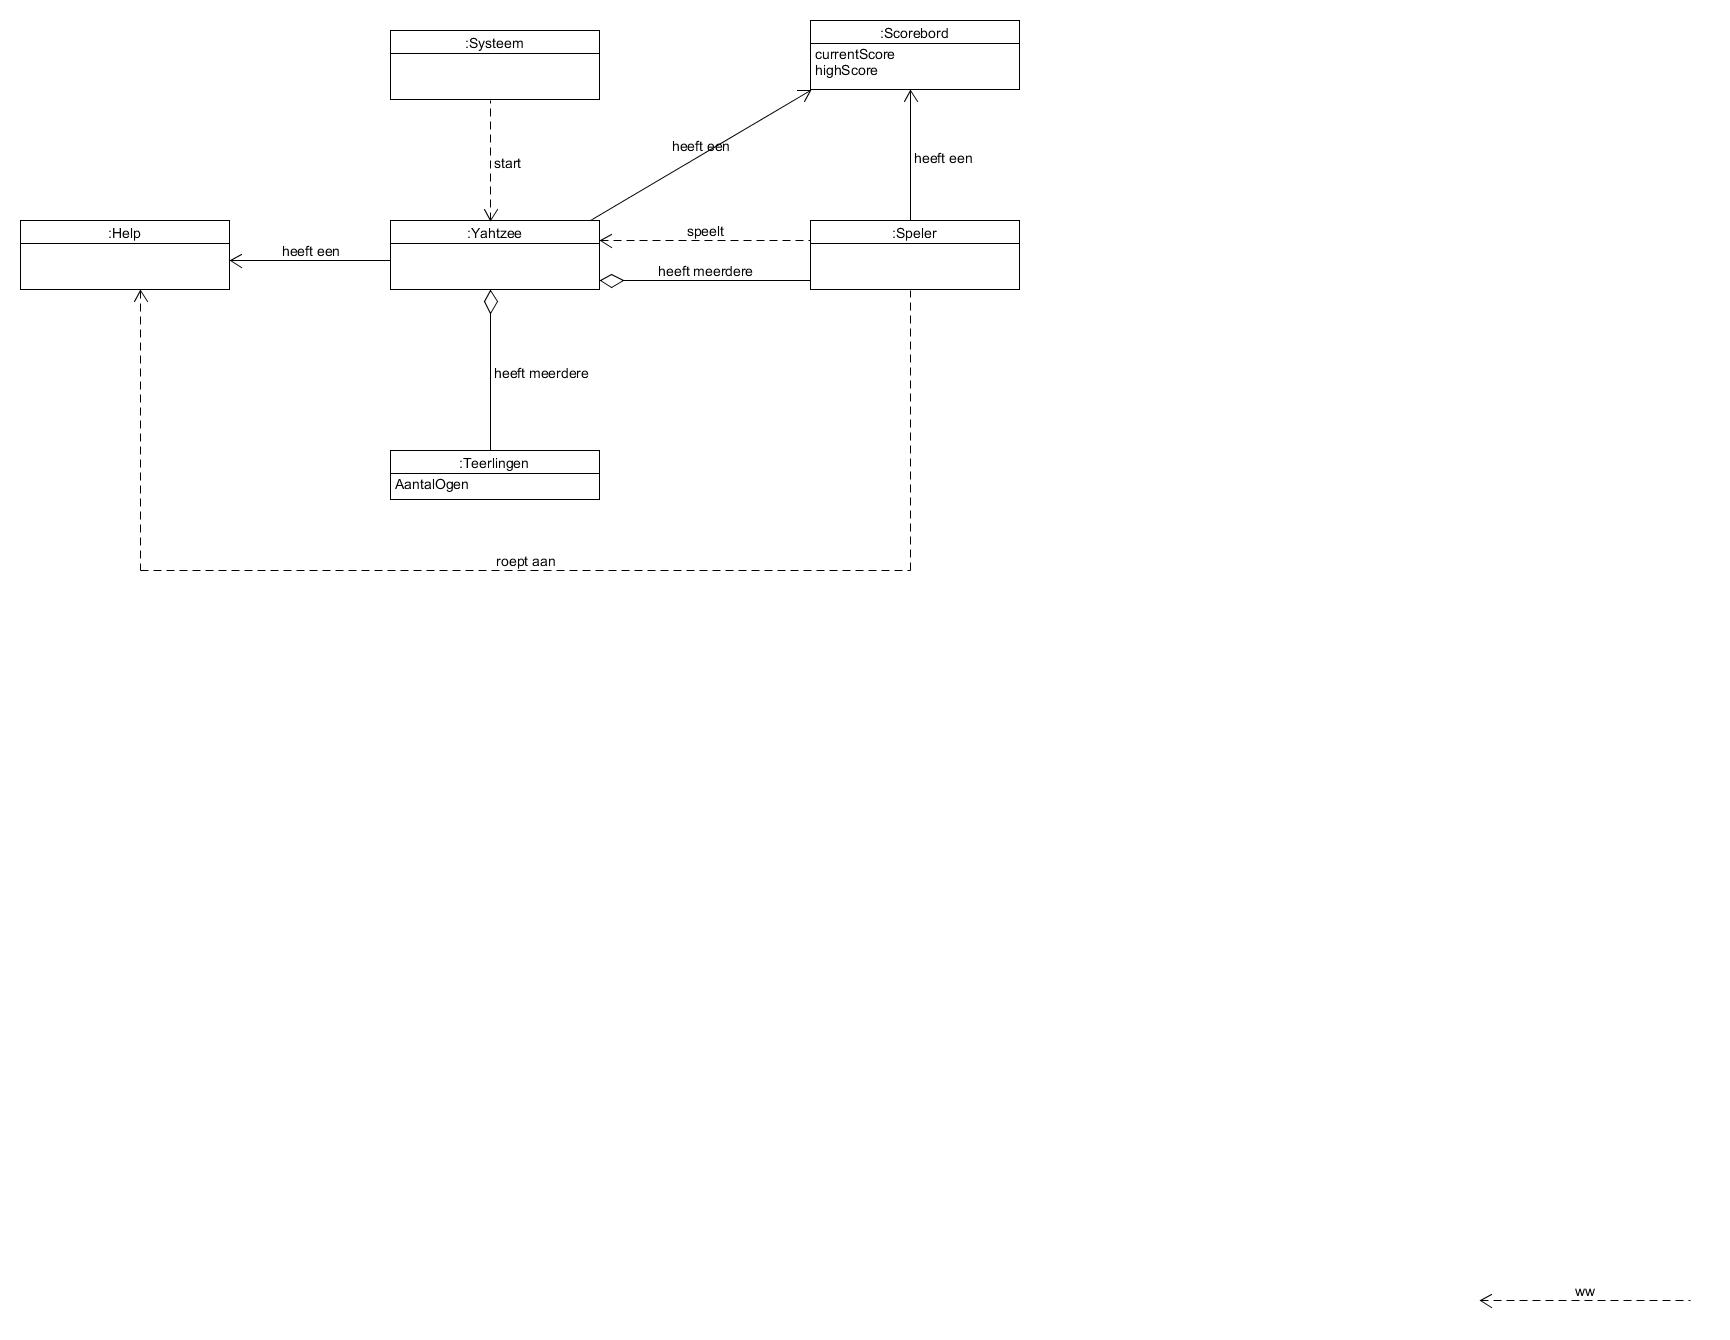 :Systeem
:Scorebord
currentScore
highScore
heeft een
heeft een
start
:Help
:Yahtzee
:Speler
speelt
heeft een
heeft meerdere
heeft meerdere
:Teerlingen
AantalOgen
roept aan
ww